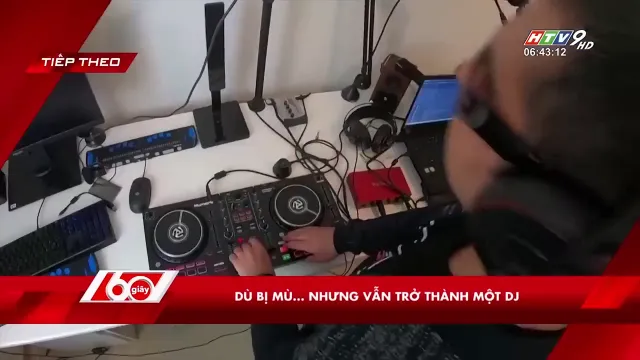 TIẾP THEO
HTV9 HD
06:43:12
60 giây
DÙ BỊ MÙ... NHƯNG VẪN TRỞ THÀNH MỘT DJ